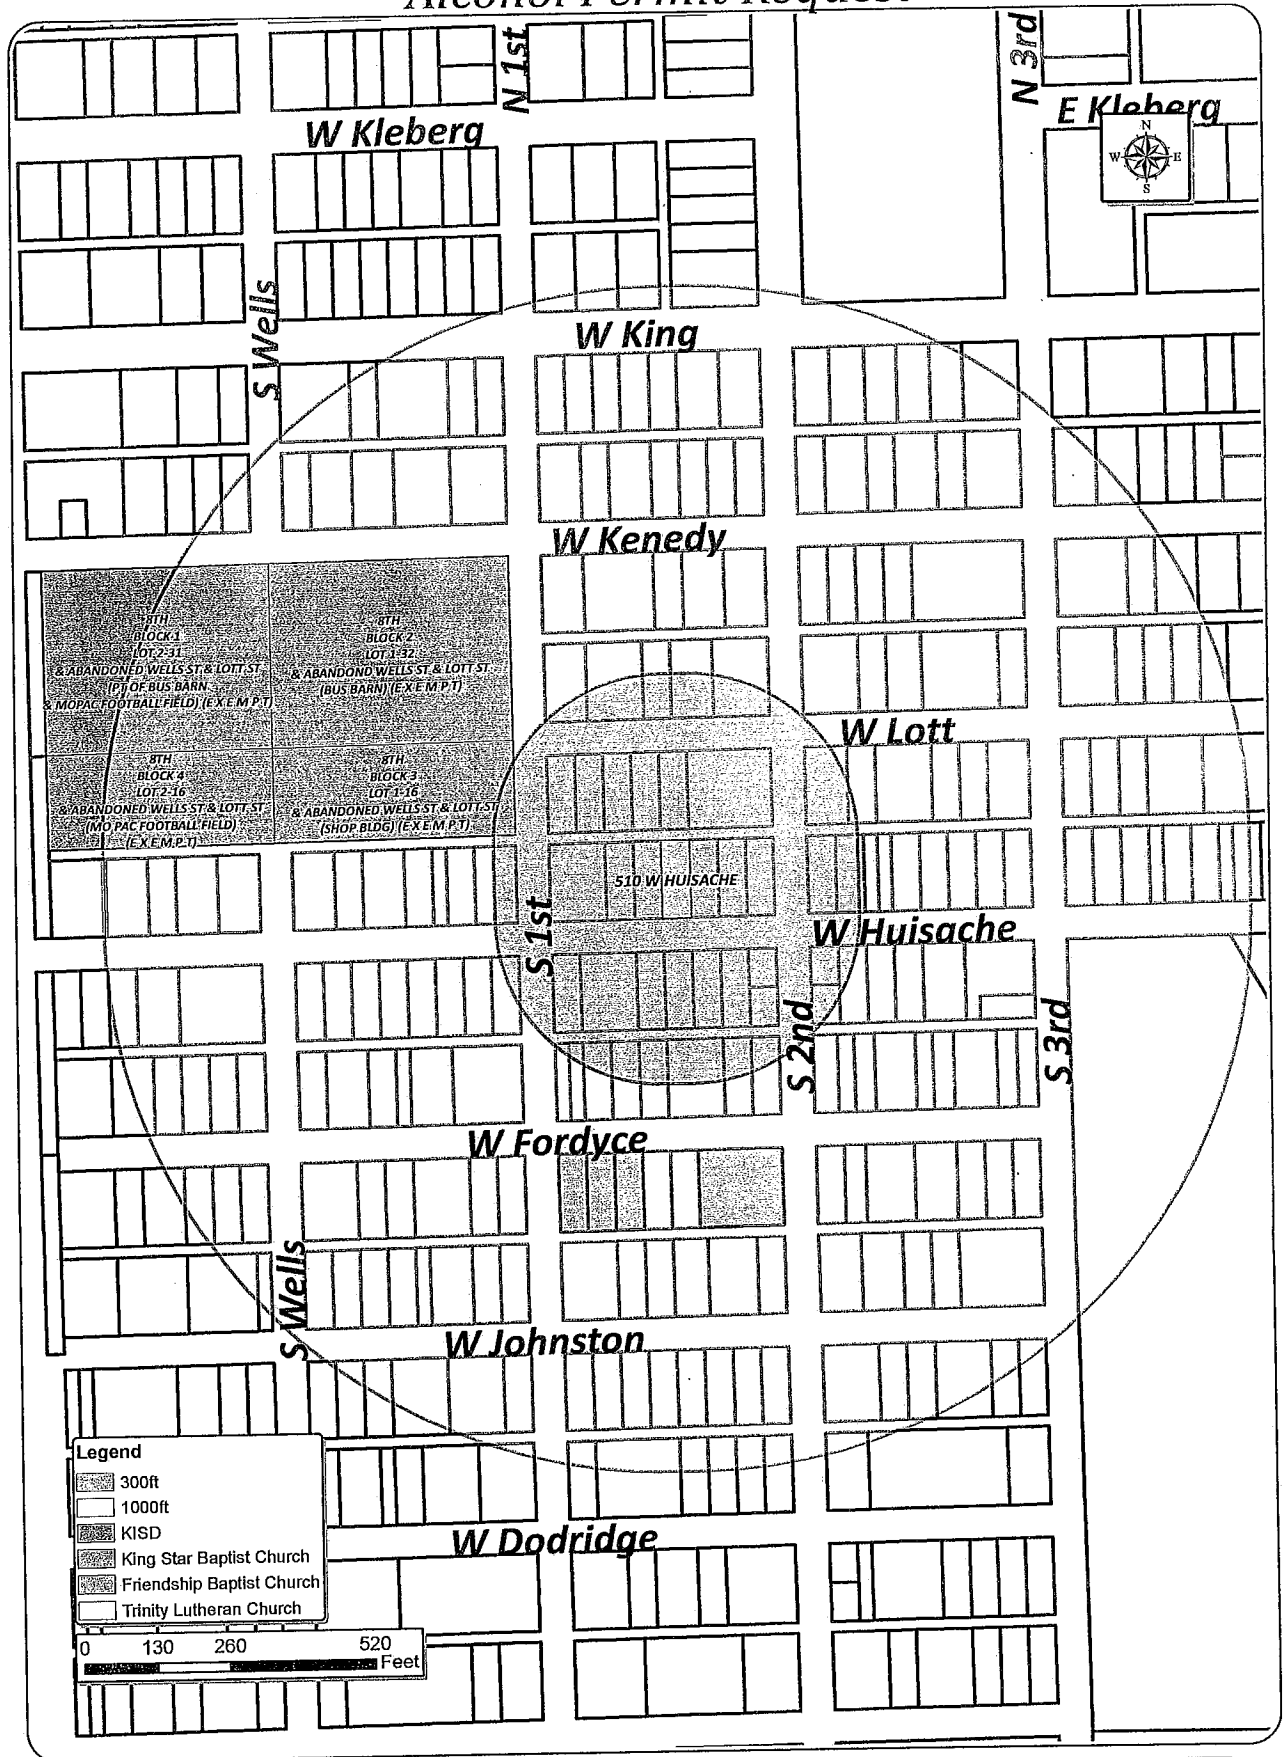 Alcohol Permit Request
N 1st
N 3rd
W Kleberg
E Kleberg
N
W E
S
S Wells
W King
W Kenedy
8TH
BLOCK 1
LOT 2-31
& ABANDONED WELLS ST & LOTT ST
(PT OF BUS BARN
& MOPAC FOOTBALL FIELD) (E X E M P T)
8TH
BLOCK 2
LOT 1-32
& ABANDONED WELLS ST & LOTT ST
(BUS BARN) (E X E M P T)
W Lott
8TH
BLOCK 4
LOT 2-16
& ABANDONED WELLS ST & LOTT ST
(MO PAC FOOTBALL FIELD)
(E X E M P T)
8TH
BLOCK 3
LOT 1-16
& ABANDONED WELLS ST & LOTT ST
(SHOP BLDG) (E X E M P T)
510 W HUISACHE
S 1st
W Huisache
S 2nd
S 3rd
W Fordyce
S Wells
W Johnston
Legend
300ft
1000ft
KISD
King Star Baptist Church
Friendship Baptist Church
Trinity Lutheran Church
W Dodridge
0 130 260 520
Feet